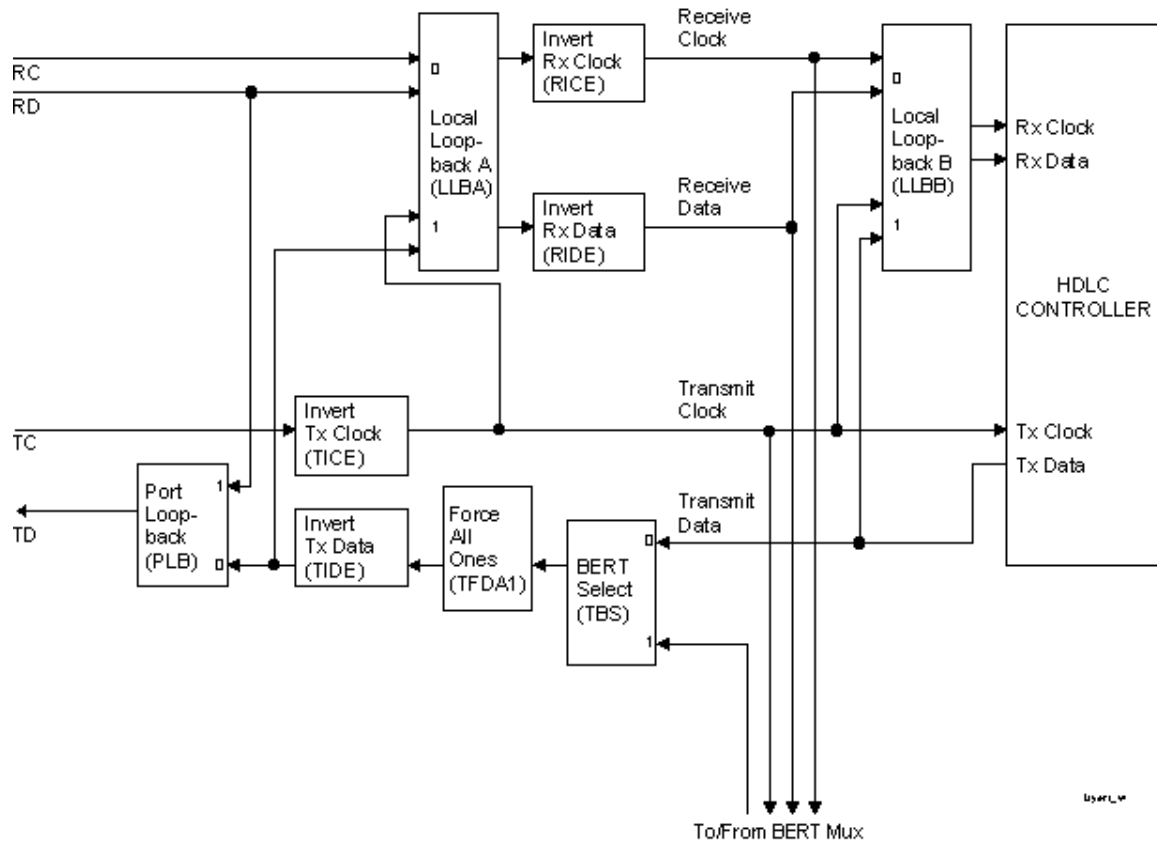 Receive
Clock
Invert
Rx Clock
(RICE)
RC
RD
0
Local
Loop-
back A
(LLBA)
1
0
Local
Loop-
back B
(LLBB)
1
Rx Clock
Rx Data
Receive
Data
Invert
Rx Data
(RIDE)
HDLC
CONTROLLER
Transmit
Clock
Invert
Tx Clock
(TICE)
TC
Tx Clock
Tx Data
Port
Loop-
back
(PLB)
1
0
TD
Invert
Tx Data
(TIDE)
Force
All
Ones
(TFDA1)
Transmit
Data
0
BERT
Select
(TBS)
1
To/From BERT Mux